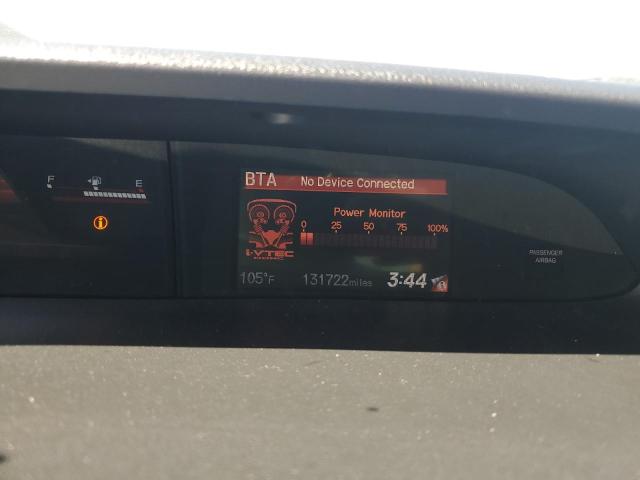 F E
BTA No Device Connected
Power Monitor
0 25 50 75 100%
i-VTEC
105°F 131722miles 3:44
PASSENGER
AIRBAG